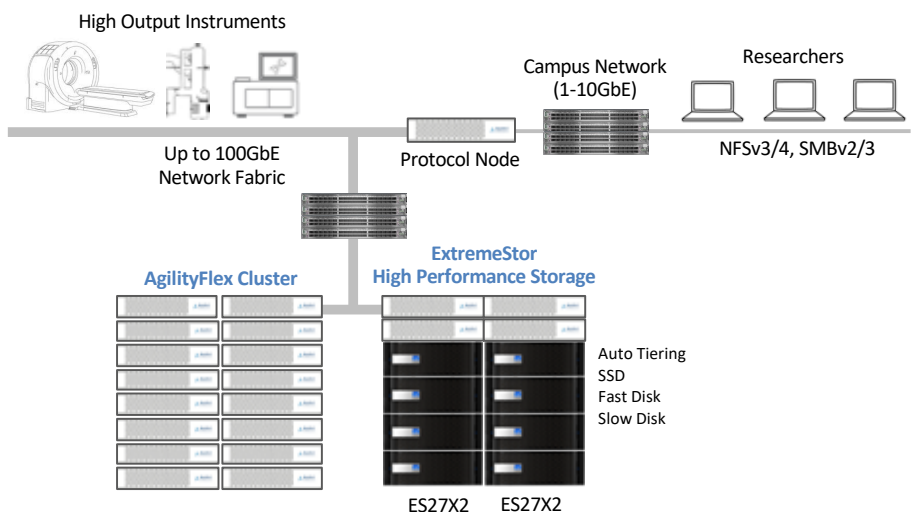 High Output Instruments
Campus Network
(1-10GbE)
Researchers
Up to 100GbE
Network Fabric
Protocol Node
NFSv3/4, SMBv2/3
AgilityFlex Cluster
ExtremeStor
High Performance Storage
Auto Tiering
SSD
Fast Disk
Slow Disk
ES27X2
ES27X2